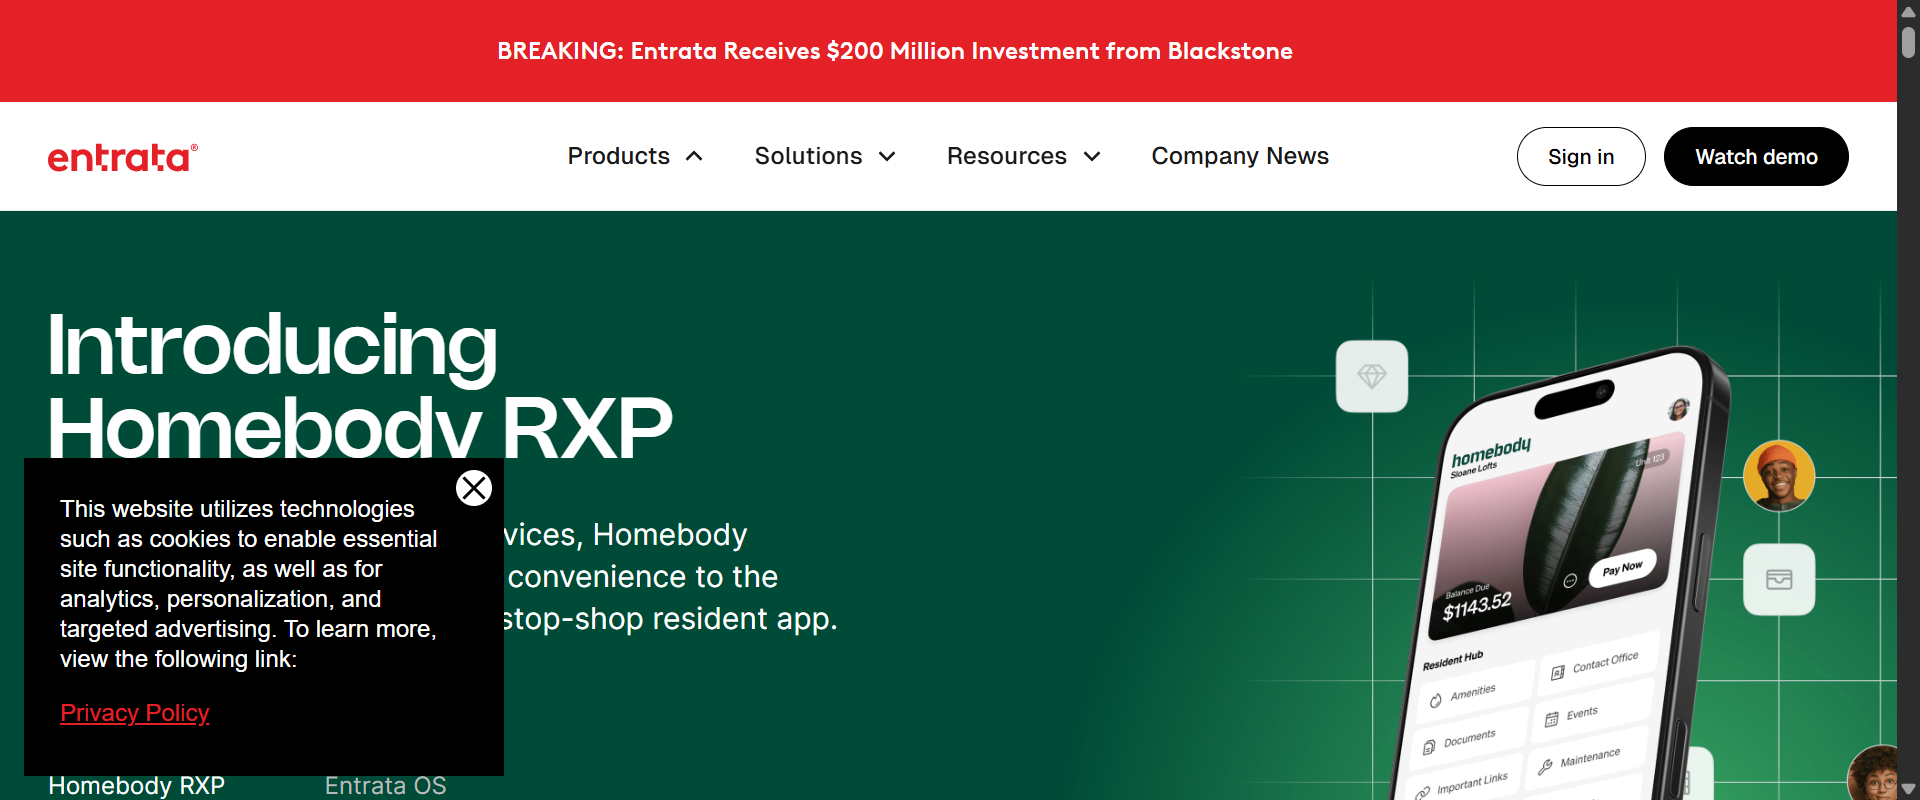 BREAKING: Entrata Receives $200 Million Investment from Blackstone
entrata®
Products
Solutions
Resources
Company News
Sign in
Watch demo
Introducing
Homebody RXP
vices, Homebody
convenience to the
stop-shop resident app.
This website utilizes technologies
such as cookies to enable essential
site functionality, as well as for
analytics, personalization, and
targeted advertising. To learn more,
view the following link:
Privacy Policy
Homebody RXP
Entrata OS
homebody
Sloane Lofts
Unit 123
Balance Due
$1143.52
Pay Now
Resident Hub
Amenities
Contact Office
Documents
Events
Important Links
Maintenance